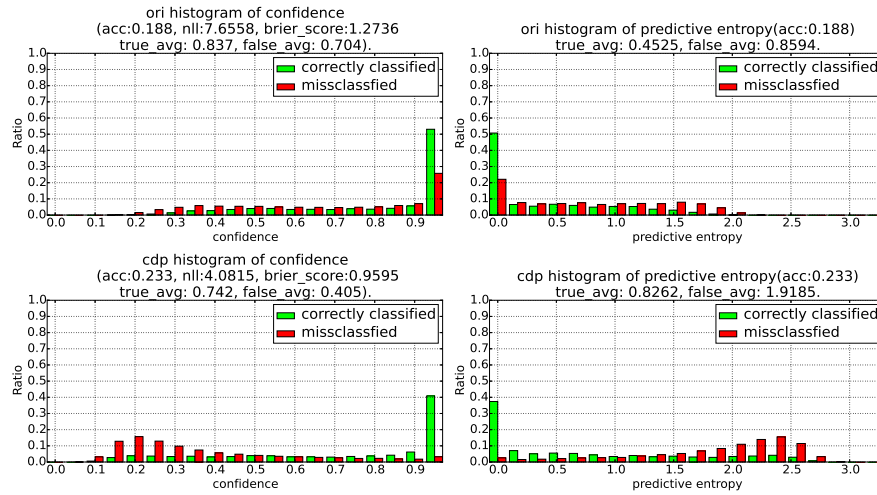 ori histogram of confidence
(acc:0.188, nll:7.6558, brier_score:1.2736
true_avg: 0.837, false_avg: 0.704).
1.0
0.9
0.8
0.7
0.6
0.5
0.4
0.3
0.2
0.1
0.0
Ratio
correctly classified
missclassfied
0.0 0.1 0.2 0.3 0.4 0.5 0.6 0.7 0.8 0.9
confidence
ori histogram of predictive entropy(acc:0.188)
true_avg: 0.4525, false_avg: 0.8594.
1.0
0.9
0.8
0.7
0.6
0.5
0.4
0.3
0.2
0.1
0.0
Ratio
correctly classified
missclassfied
0.0 0.5 1.0 1.5 2.0 2.5 3.0
predictive entropy
cdp histogram of confidence
(acc:0.233, nll:4.0815, brier_score:0.9595
true_avg: 0.742, false_avg: 0.405).
1.0
0.9
0.8
0.7
0.6
0.5
0.4
0.3
0.2
0.1
0.0
Ratio
correctly classified
missclassfied
0.0 0.1 0.2 0.3 0.4 0.5 0.6 0.7 0.8 0.9
confidence
cdp histogram of predictive entropy(acc:0.233)
true_avg: 0.8262, false_avg: 1.9185.
1.0
0.9
0.8
0.7
0.6
0.5
0.4
0.3
0.2
0.1
0.0
Ratio
correctly classified
missclassfied
0.0 0.5 1.0 1.5 2.0 2.5 3.0
predictive entropy